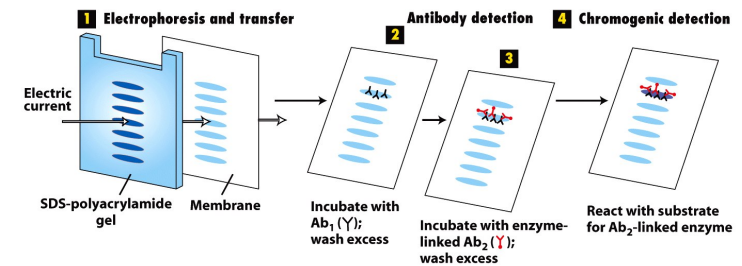 1 Electrophoresis and transfer
Antibody detection
4 Chromogenic detection
2
3
Electric
current
SDS-polyacrylamide
gel
Membrane
Incubate with
Ab₁ (Y);
wash excess
Incubate with enzyme-
linked Ab₂ (Y);
wash excess
React with substrate
for Ab₂-linked enzyme